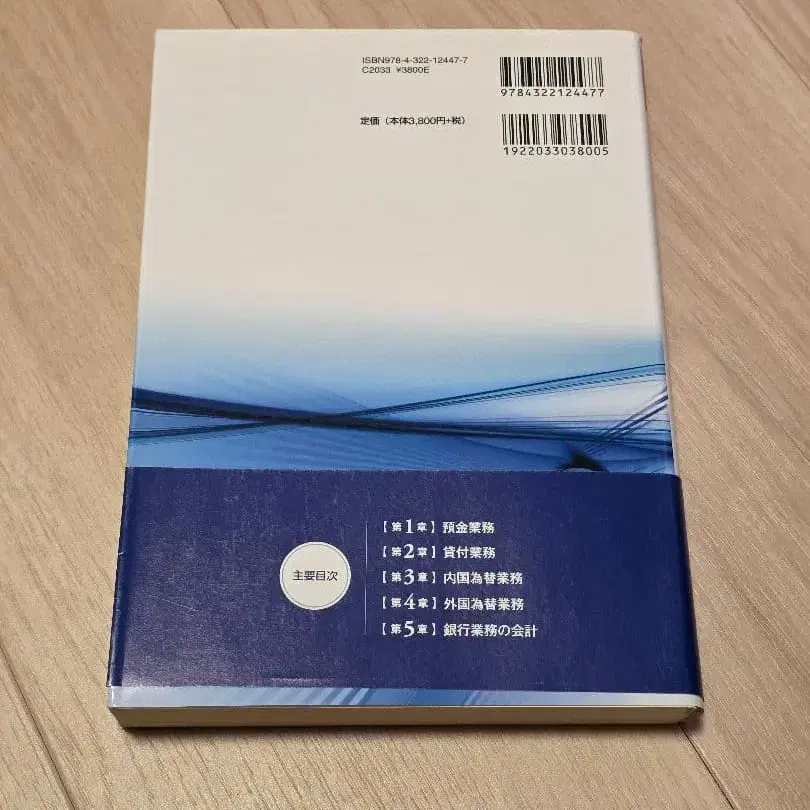 ISBN978-4-322-12447-7
C2033 ¥3800E
9784322124477
定価（本体3,800円+税）
1922033038005
主要目次
【第1章】預金業務
【第2章】貸付業務
【第3章】内国為替業務
【第4章】外国為替業務
【第5章】銀行業務の会計